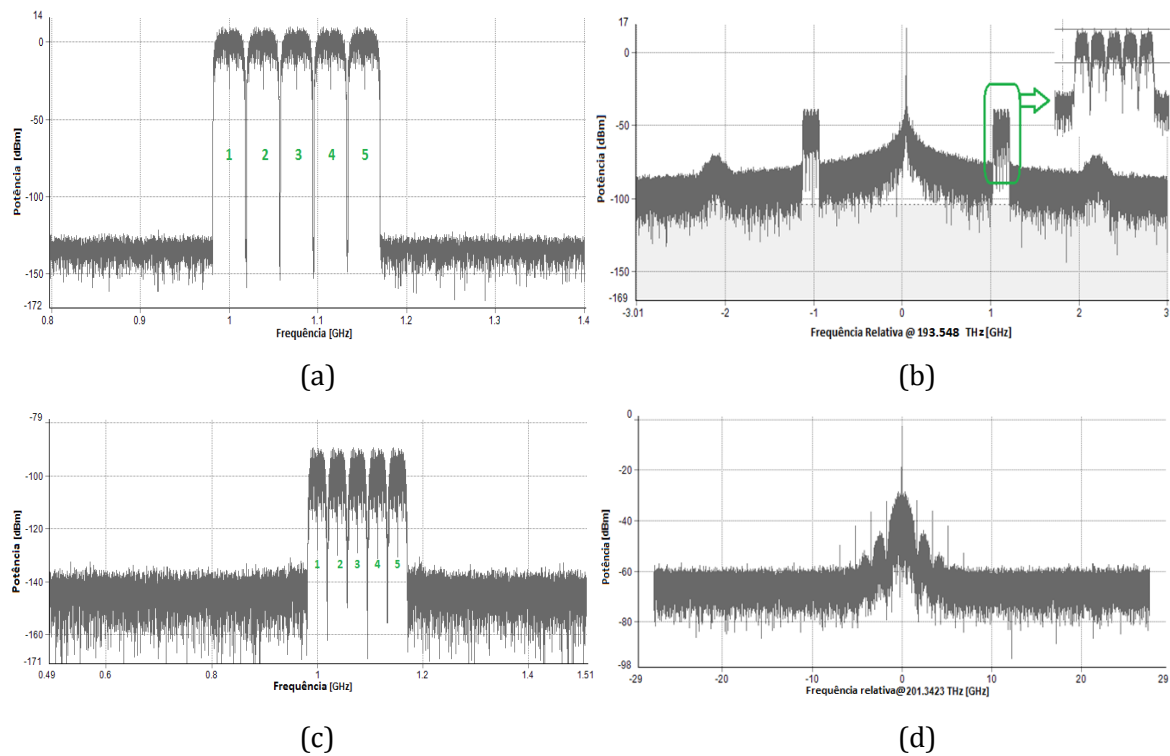 14
0
-50
-100
-150
-172
Potência [dBm]
1 2 3 4 5
0.8 0.9 1 1.1 1.2 1.3 1.4
Frequência [GHz]
(a)
17
0
-50
-100
-150
-169
Potência [dBm]
-3.01 -2 -1 0 1 2 3
Frequência Relativa @ 193.548 THz [GHz]
(b)
-79
-100
-120
-140
-160
-171
Potência [dBm]
1 2 3 4 5
0.49 0.6 0.8 1 1.2 1.51
Frequência [GHz]
(c)
0
-20
-40
-60
-80
-98
Potência [dBm]
-29 -20 -10 0 10 20 29
Frequência relativa@201.3423 THz [GHz]
(d)